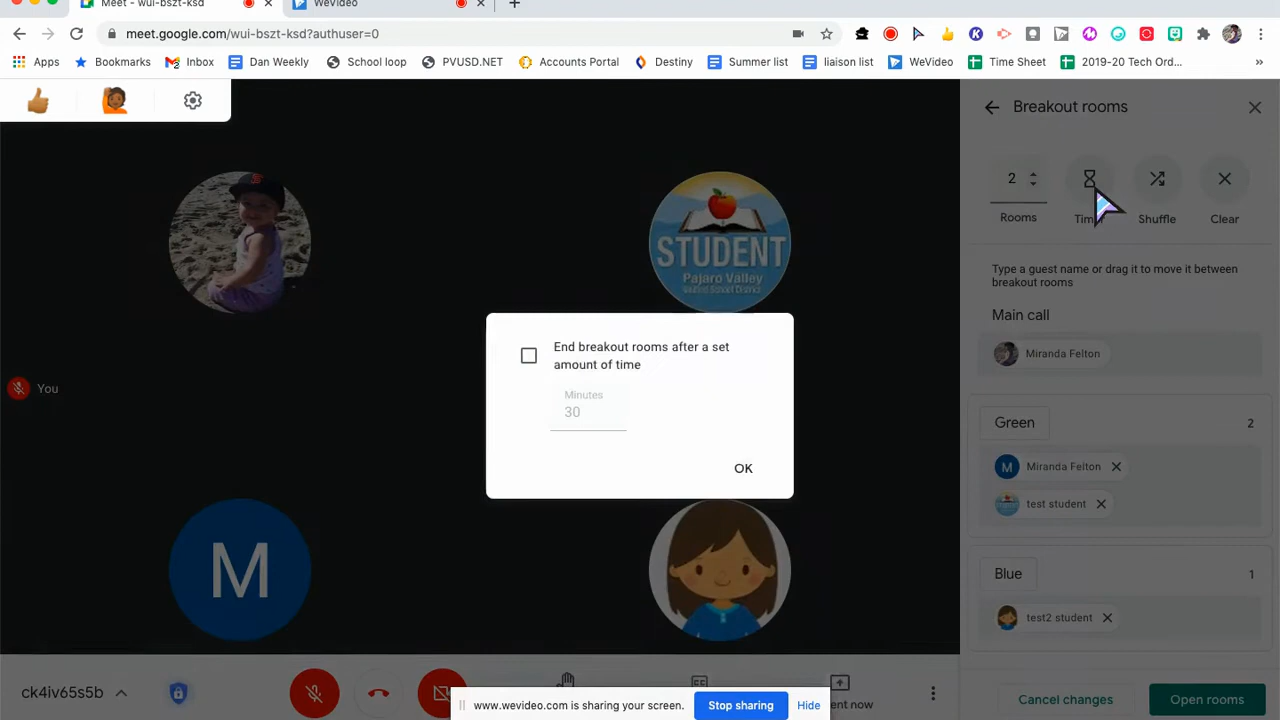 Meet - wui-bszt-ksd
WeVideo
meet.google.com/wui-bszt-ksd?authuser=0
Apps
Bookmarks
Inbox
Dan Weekly
School loop
PVUSD.NET
Accounts Portal
Destiny
Summer list
liaison list
WeVideo
Time Sheet
2019-20 Tech Ord...
»
Breakout rooms
2
Rooms
Shuffle
Clear
Type a guest name or drag it to move it between
breakout rooms
Main call
Miranda Felton
Green
2
M
Miranda Felton
test student
Blue
1
test2 student
Cancel changes
Open rooms
STUDENT
Pajaro Valley
Unified School District
You
M
End breakout rooms after a set
amount of time
Minutes
30
OK
ck4iv65s5b
www.wevideo.com is sharing your screen.
Stop sharing
Hide
ent now